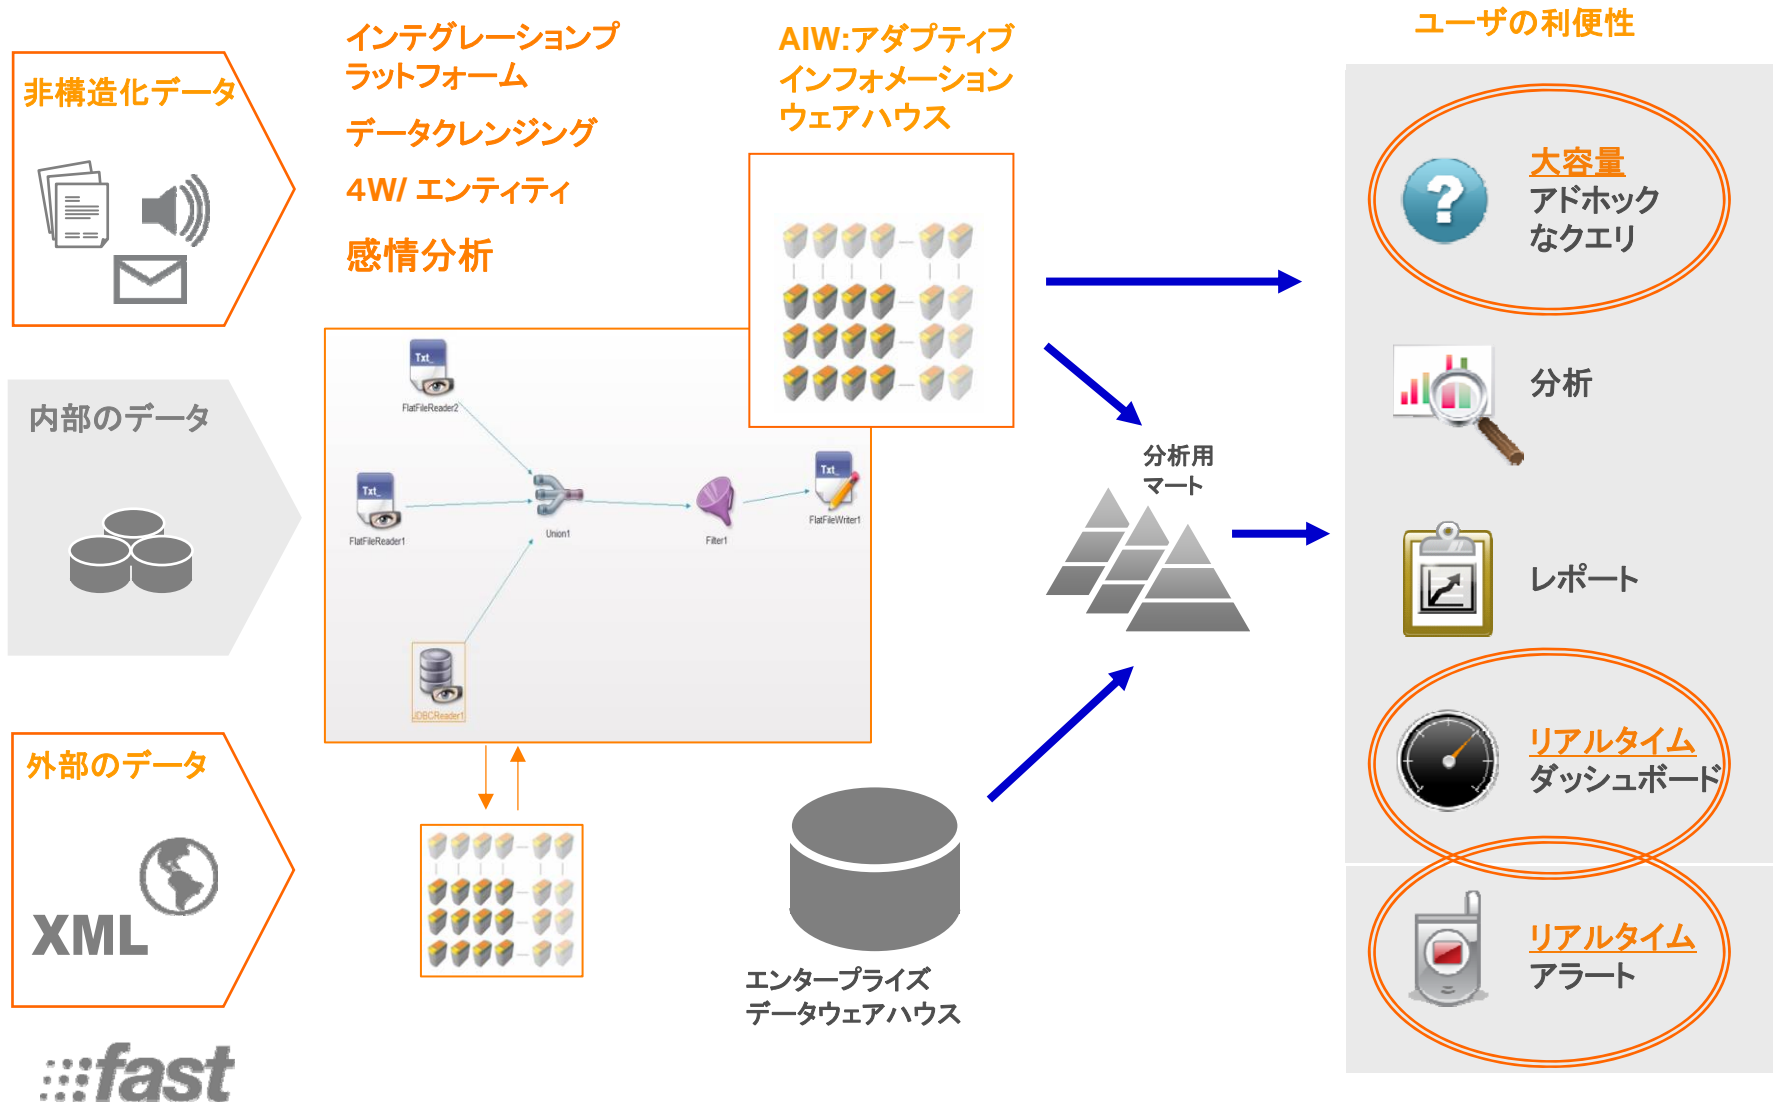 非構造化データ
内部のデータ
外部のデータ
XML
fast
インテグレーションプ
ラットフォーム
データクレンジング
4W/ エンティティ
感情分析
Txt_
FlatFileReader2
Txt_
FlatFileReader1
Union1
Filter1
Txt_
FlatFileWriter1
JDBCReader1
AIW:アダプティブ
インフォメーション
ウェアハウス
分析用
マート
エンタープライズ
データウェアハウス
ユーザの利便性
?
大容量
アドホック
なクエリ
分析
レポート
リアルタイム
ダッシュボード
リアルタイム
アラート